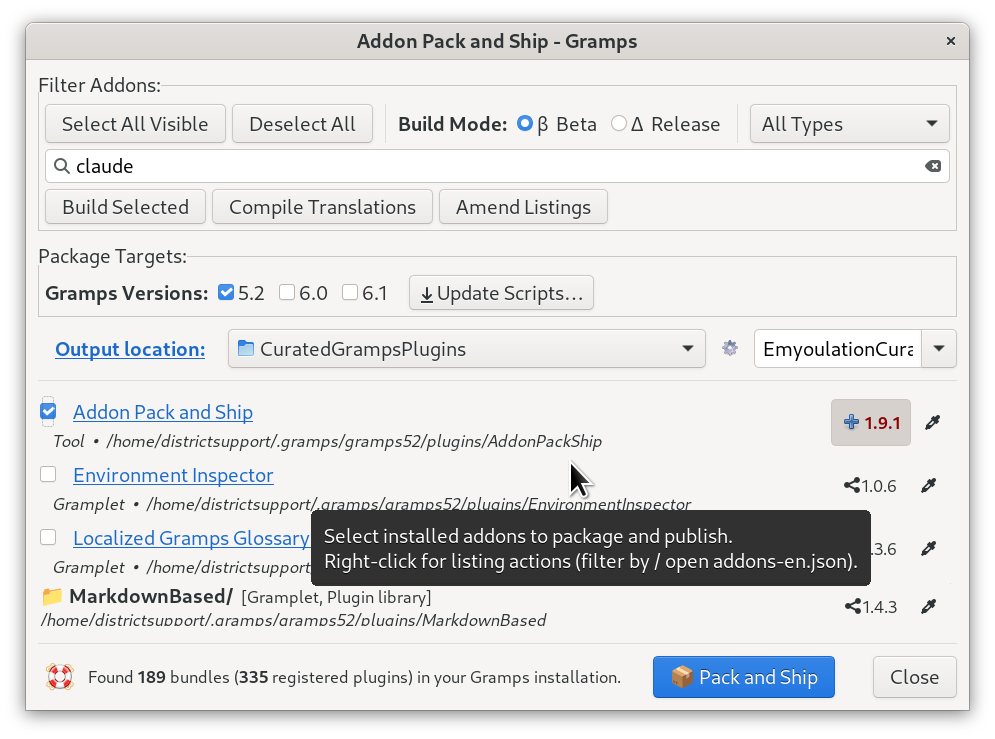 Addon Pack and Ship - Gramps ×
Filter Addons:
Select All Visible Deselect All Build Mode: β Beta Δ Release All Types
claude
Build Selected Compile Translations Amend Listings
Package Targets:
Gramps Versions: 5.2 6.0 6.1 Update Scripts…
Output location: CuratedGrampsPlugins EmyoulationCura
Addon Pack and Ship 1.9.1
Tool • /home/districtsupport/.gramps/gramps52/plugins/AddonPackShip
Environment Inspector 1.0.6
Gramplet • /home/districtsupport/.gramps/gramps52/plugins/EnvironmentInspector
Select installed addons to package and publish.
Right-click for listing actions (filter by / open addons-en.json).
Localized Gramps Glossary .3.6
Gramplet • /home/districtsupport/
MarkdownBased/ [Gramplet, Plugin library] 1.4.3
/home/districtsupport/.gramps/gramps52/plugins/MarkdownBased
Found 189 bundles (335 registered plugins) in your Gramps installation. Pack and Ship Close